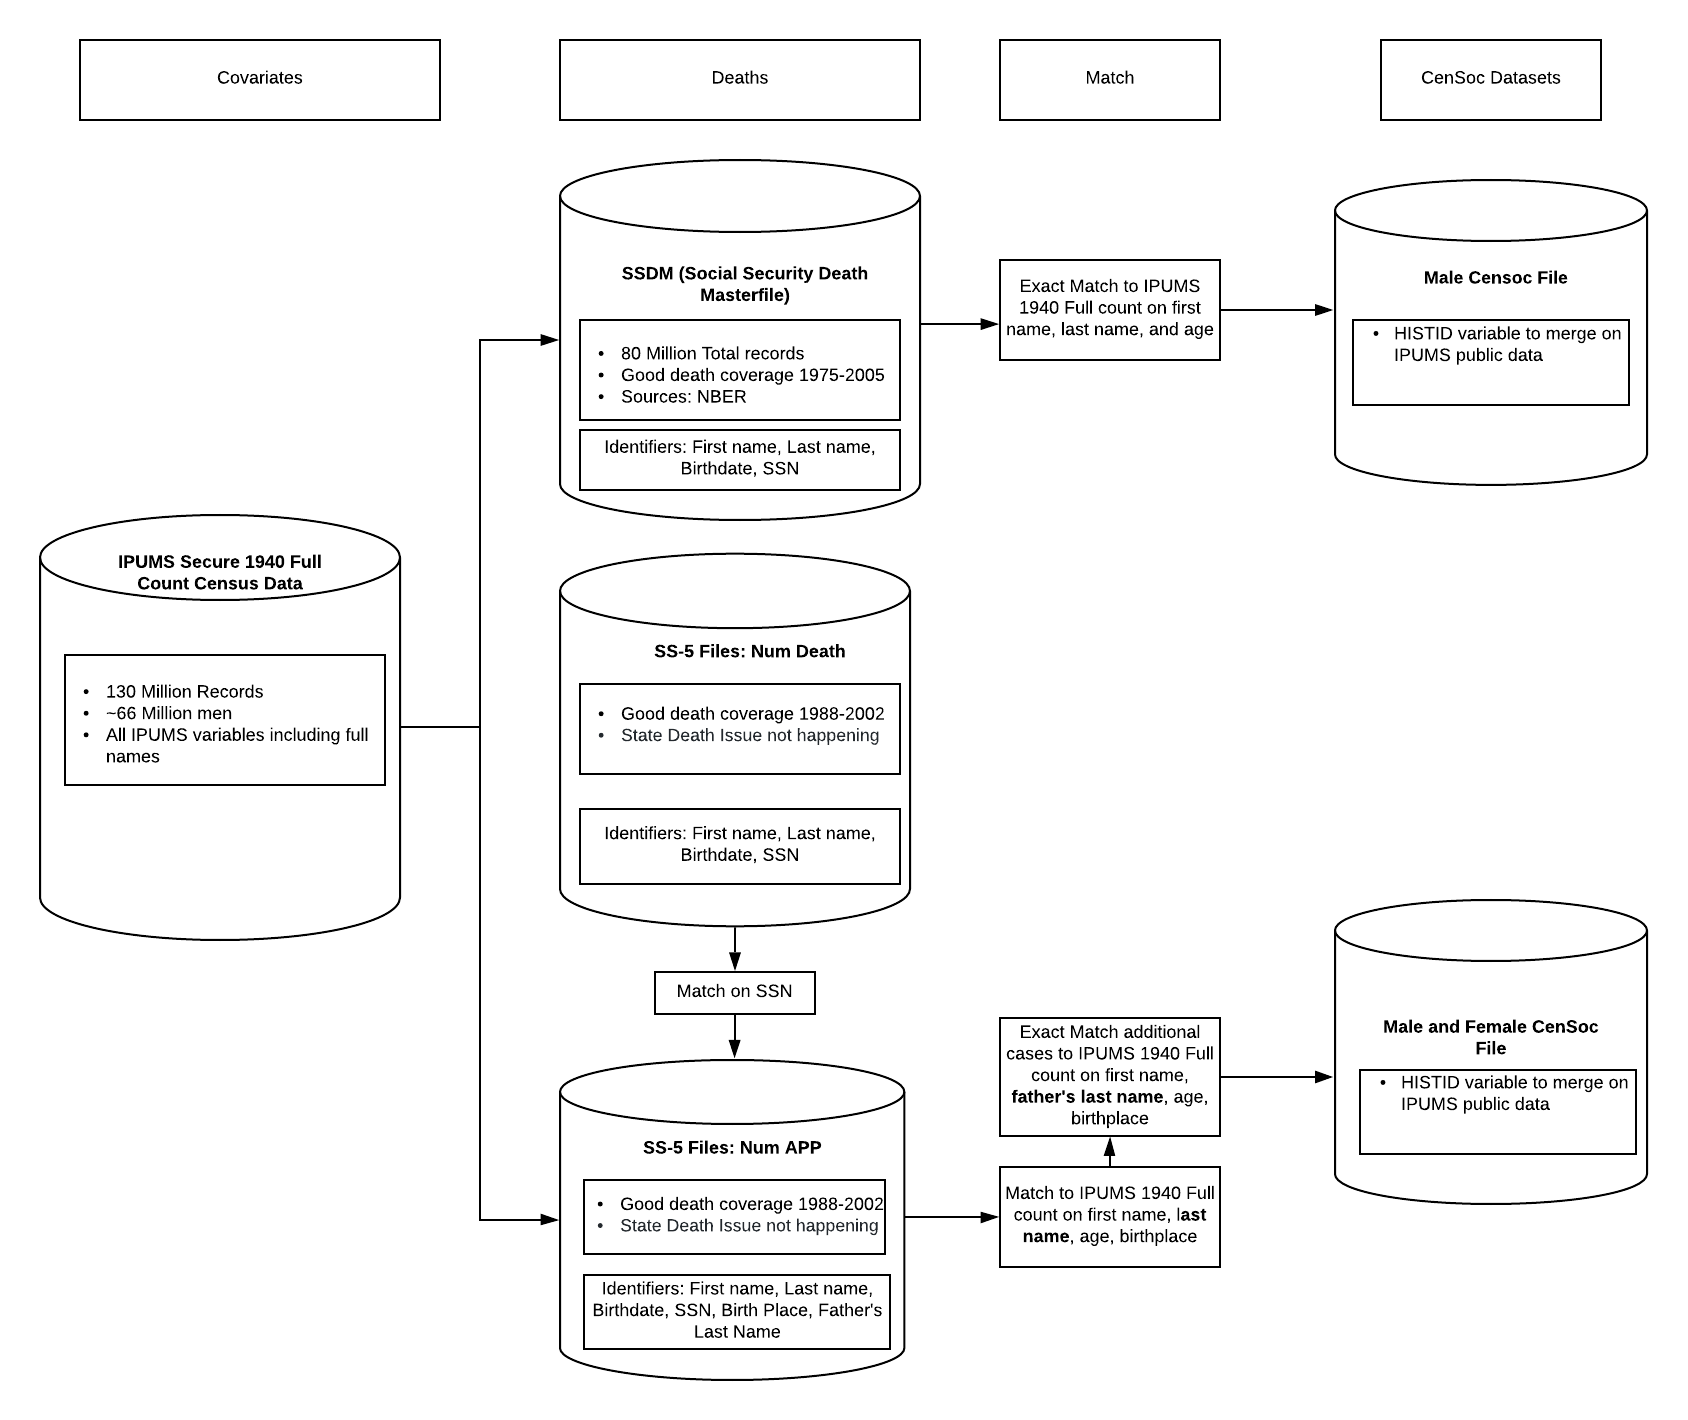 Covariates
Deaths
Match
CenSoc Datasets
SSDM (Social Security Death
Masterfile)
• 80 Million Total records
• Good death coverage 1975-2005
• Sources: NBER
Identifiers: First name, Last name,
Birthdate, SSN
Exact Match to IPUMS
1940 Full count on first
name, last name, and age
Male Censoc File
• HISTID variable to merge on
IPUMS public data
IPUMS Secure 1940 Full
Count Census Data
• 130 Million Records
• ~66 Million men
• All IPUMS variables including full
names
SS-5 Files: Num Death
• Good death coverage 1988-2002
• State Death Issue not happening
Identifiers: First name, Last name,
Birthdate, SSN
Match on SSN
SS-5 Files: Num APP
• Good death coverage 1988-2002
• State Death Issue not happening
Identifiers: First name, Last name,
Birthdate, SSN, Birth Place, Father's
Last Name
Exact Match additional
cases to IPUMS 1940 Full
count on first name,
father's last name, age,
birthplace
Match to IPUMS 1940 Full
count on first name, last
name, age, birthplace
Male and Female CenSoc
File
• HISTID variable to merge on
IPUMS public data